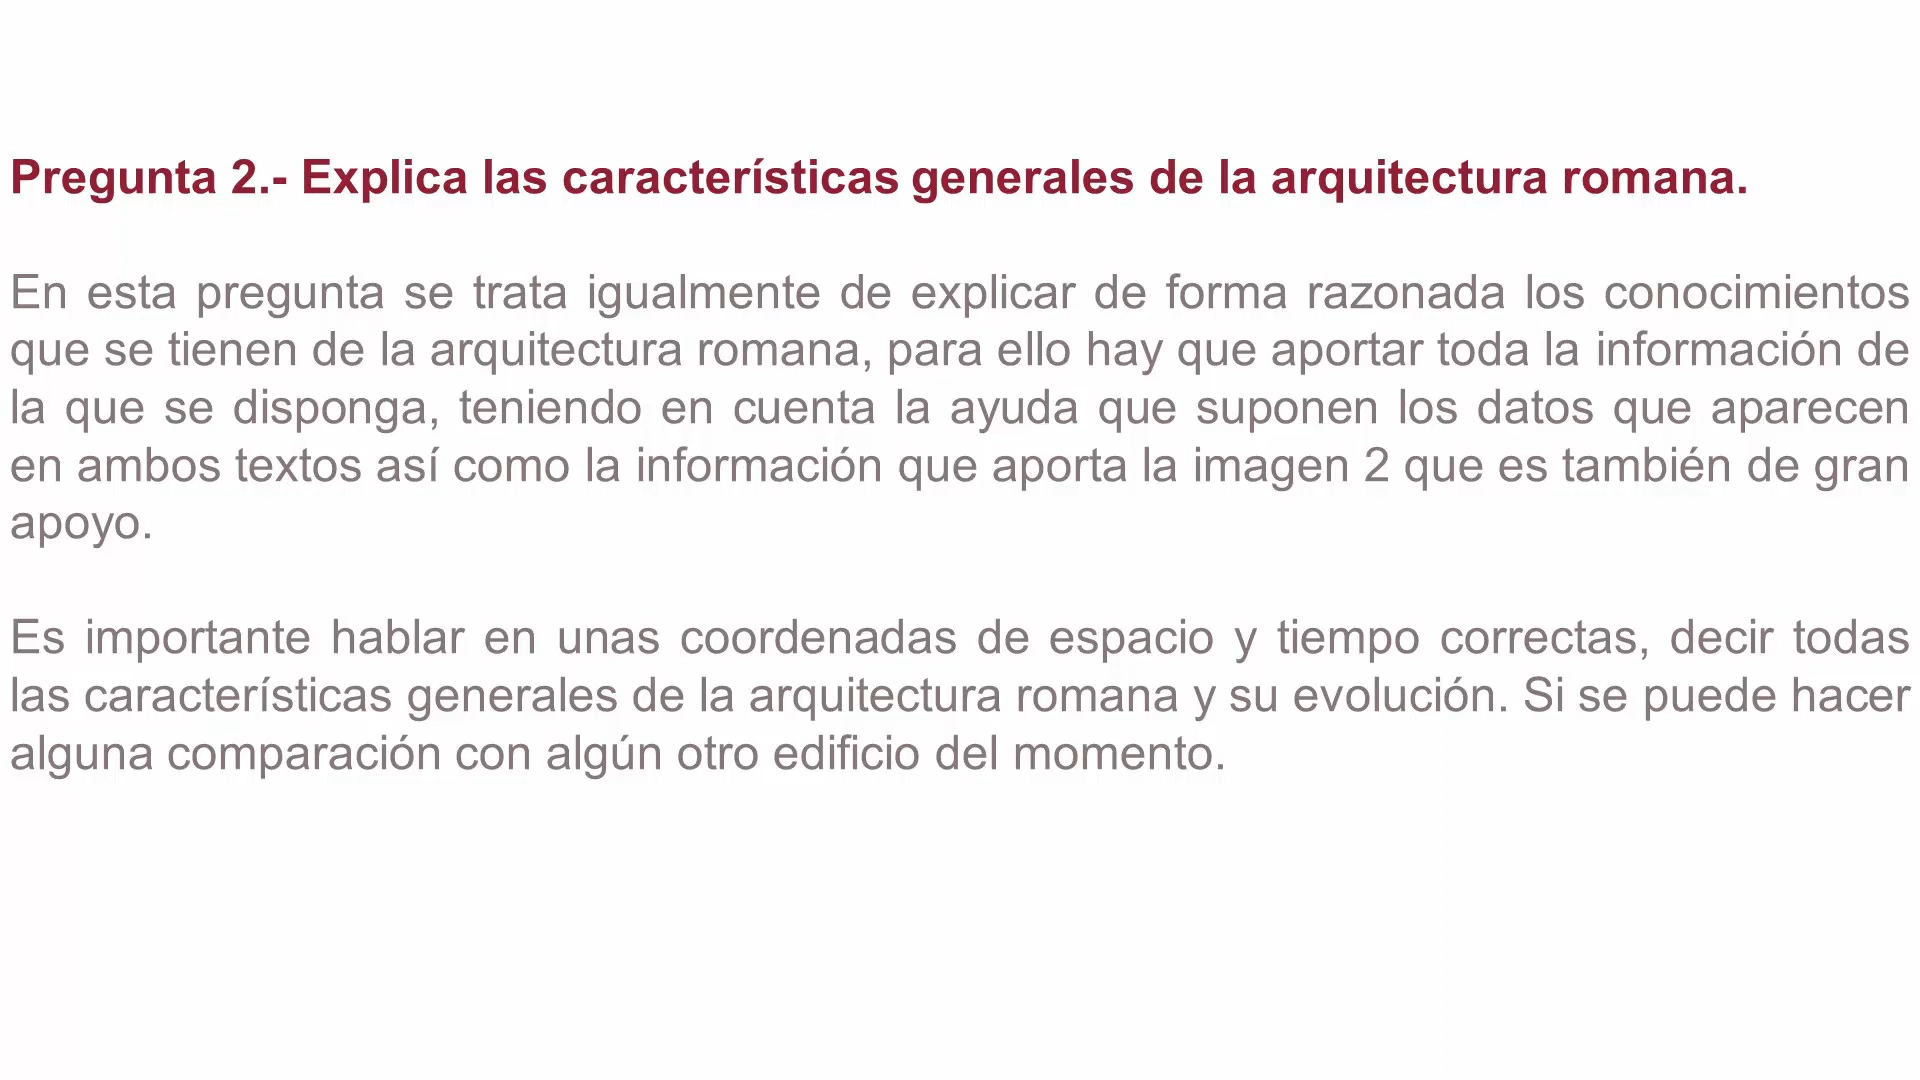 Pregunta 2.- Explica las características generales de la arquitectura romana.
En esta pregunta se trata igualmente de explicar de forma razonada los conocimientos
que se tienen de la arquitectura romana, para ello hay que aportar toda la información de
la que se disponga, teniendo en cuenta la ayuda que suponen los datos que aparecen
en ambos textos así como la información que aporta la imagen 2 que es también de gran
apoyo.
Es importante hablar en unas coordenadas de espacio y tiempo correctas, decir todas
las características generales de la arquitectura romana y su evolución. Si se puede hacer
alguna comparación con algún otro edificio del momento.